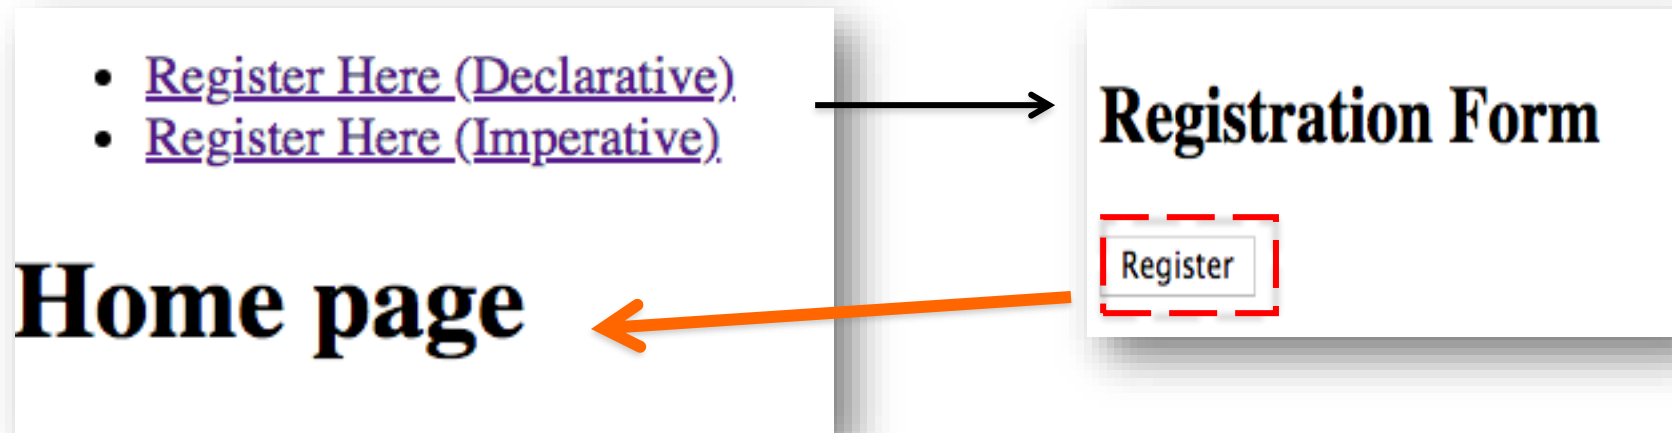 Register Here (Declarative)
Register Here (Imperative)
Home page
Registration Form
Register